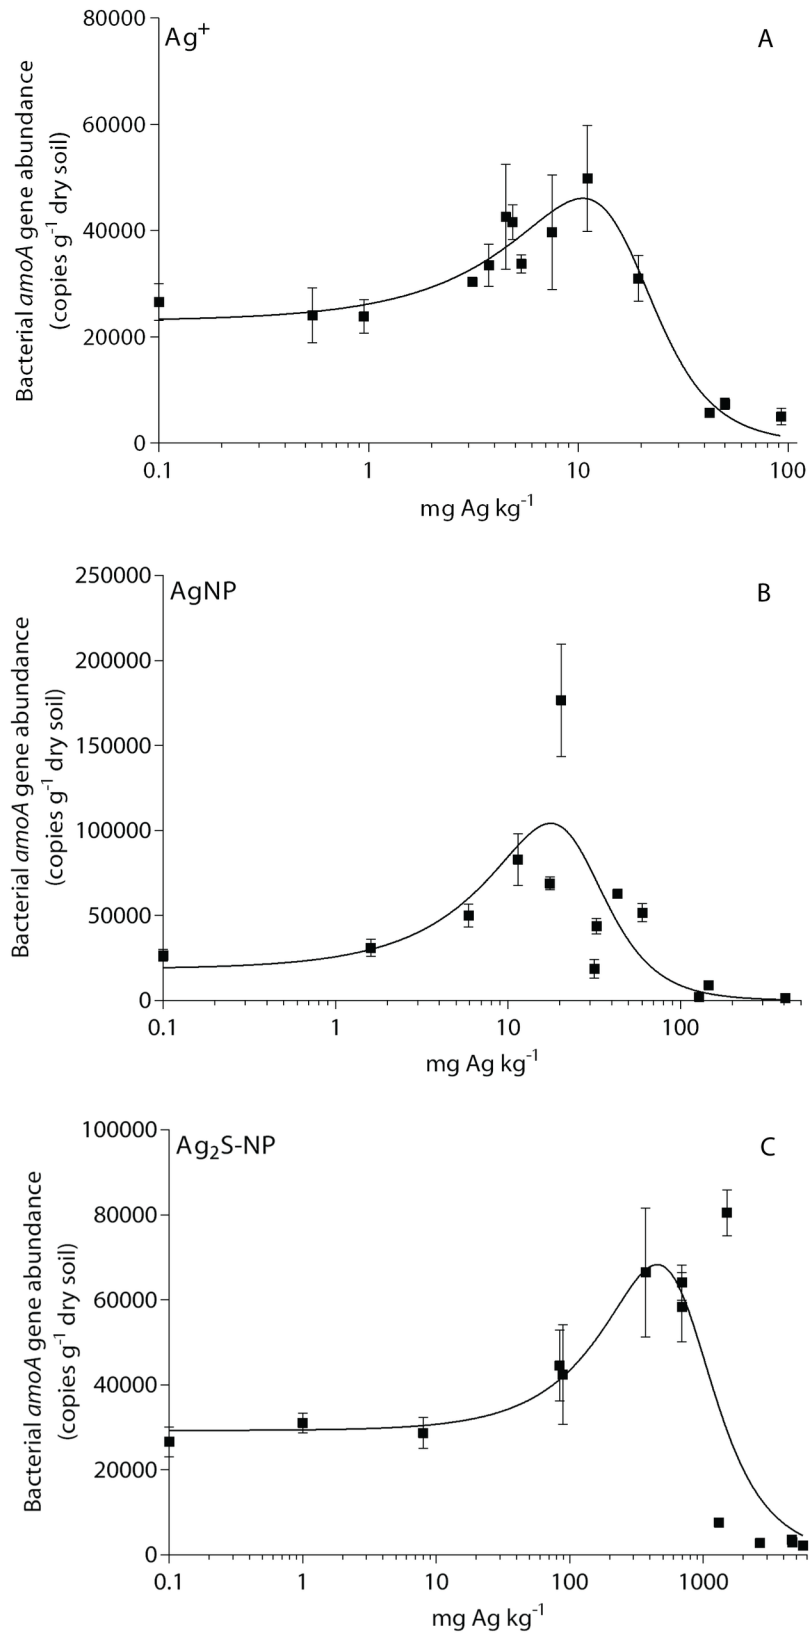 80000
Ag⁺
A
60000
40000
20000
0
Bacterial amoA gene abundance
(copies g⁻¹ dry soil)
0.1 1 10 100
mg Ag kg⁻¹
250000
AgNP
B
200000
150000
100000
50000
0
Bacterial amoA gene abundance
(copies g⁻¹ dry soil)
0.1 1 10 100
mg Ag kg⁻¹
100000
Ag₂S-NP
C
80000
60000
40000
20000
0
Bacterial amoA gene abundance
(copies g⁻¹ dry soil)
0.1 1 10 100 1000
mg Ag kg⁻¹